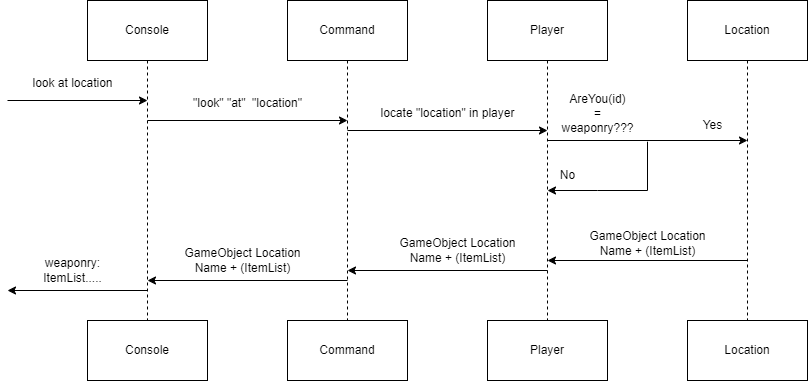 Console
Command
Player
Location
look at location
"look" "at" "location"
locate "location" in player
AreYou(id)
=
weaponry???
Yes
No
GameObject Location
Name + (ItemList)
GameObject Location
Name + (ItemList)
GameObject Location
Name + (ItemList)
weaponry:
ItemList.....
Console
Command
Player
Location